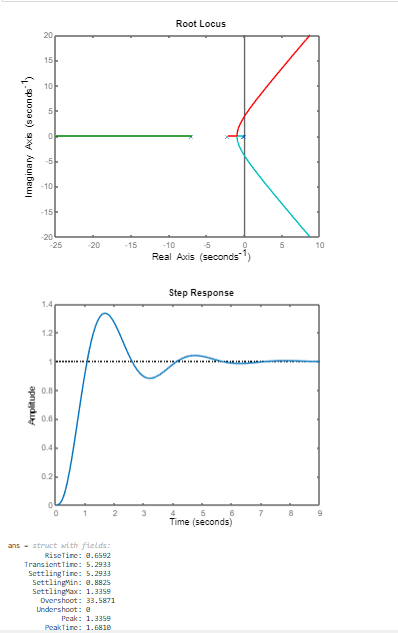 Root Locus
20
15
10
5
0
-5
-10
-15
-20
Imaginary Axis (seconds⁻¹)
-25 -20 -15 -10 -5 0 5 10
Real Axis (seconds⁻¹)
Step Response
1.4
1.2
1
0.8
0.6
0.4
0.2
0
Amplitude
0 1 2 3 4 5 6 7 8 9
Time (seconds)
ans = struct with fields:
RiseTime: 0.6592
TransientTime: 5.2933
SettlingTime: 5.2933
SettlingMin: 0.8825
SettlingMax: 1.3359
Overshoot: 33.5871
Undershoot: 0
Peak: 1.3359
PeakTime: 1.6810